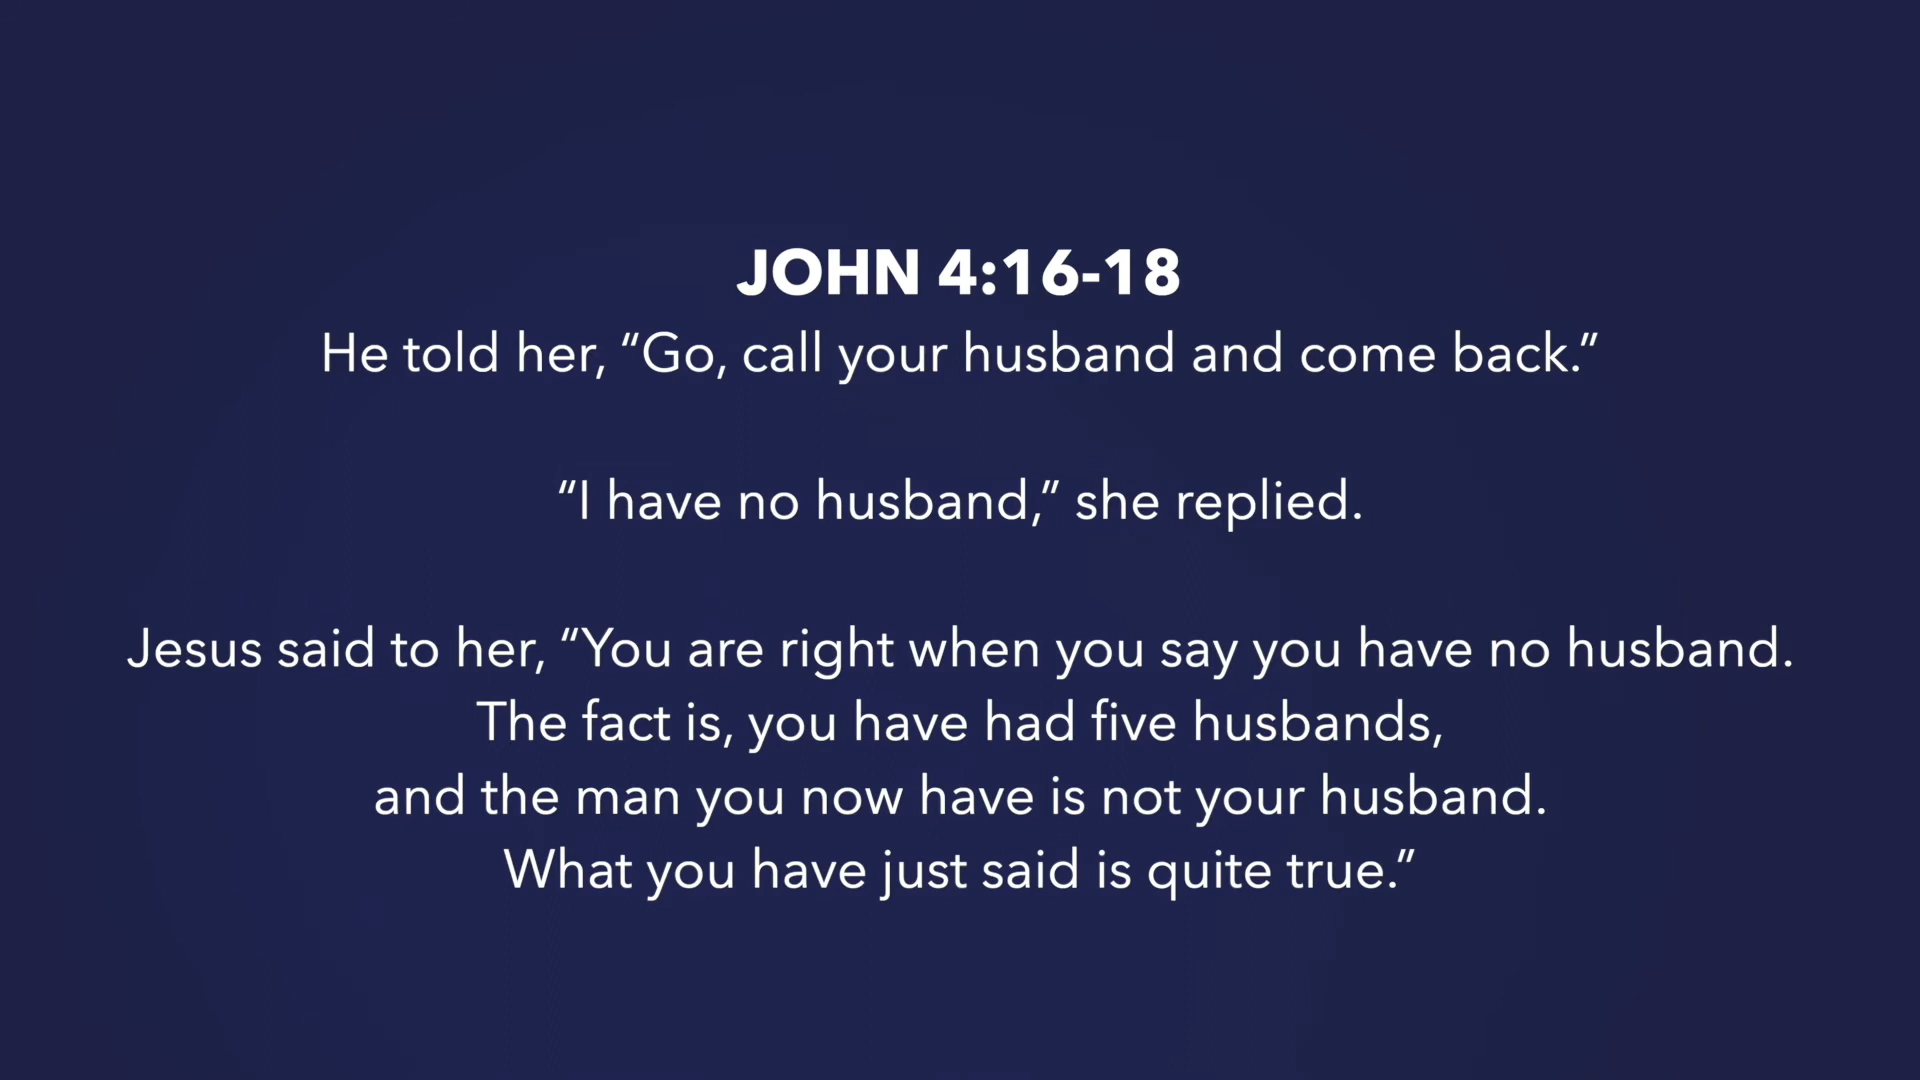 JOHN 4:16-18
He told her, “Go, call your husband and come back.”
“I have no husband,” she replied.
Jesus said to her, “You are right when you say you have no husband.
The fact is, you have had five husbands,
and the man you now have is not your husband.
What you have just said is quite true.”